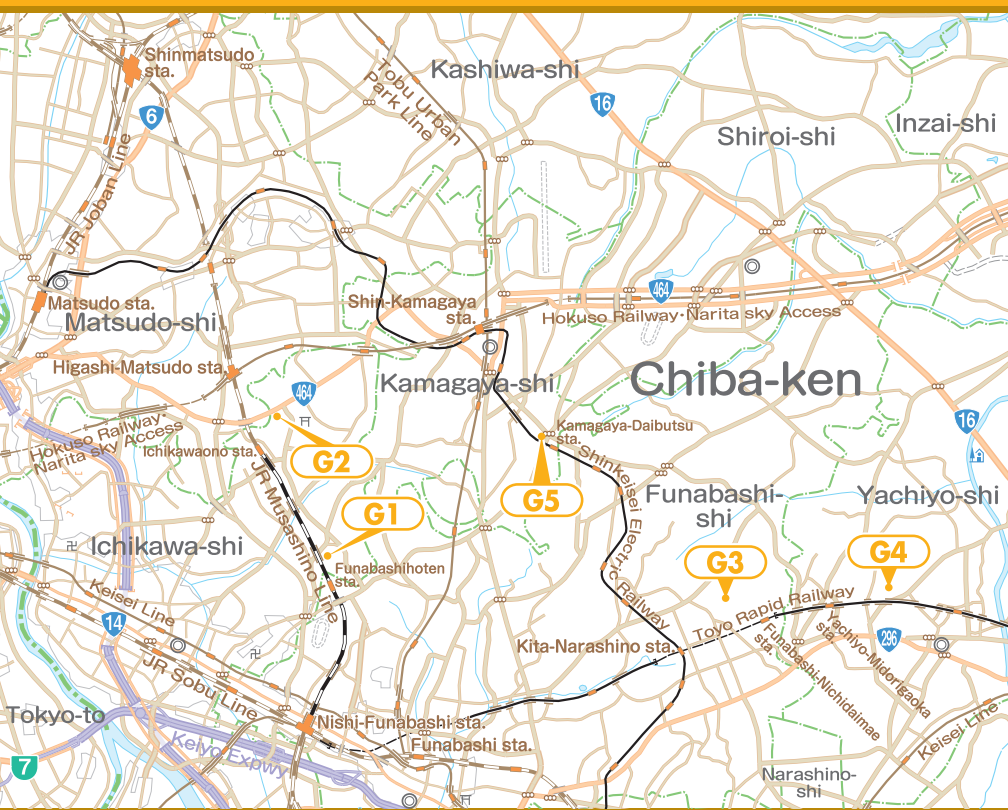 Shinmatsudo
sta.
Kashiwa-shi
Tobu Urban
Park Line
6
16
Shiroi-shi
Inzai-shi
JR Joban Line
Matsudo sta.
Matsudo-shi
Shin-Kamagaya
sta.
464
Hokuso Railway・Narita sky Access
Higashi-Matsudo sta.
464
Kamagaya-shi
Chiba-ken
16
Hokuso Railway・
Narita sky Access
Ichikawaono sta.
G2
Kamagaya-Daibutsu
sta.
G5
Shinkeisei Electric Railway
Funabashi-
shi
Yachiyo-shi
JR Musashino Line
G1
Ichikawa-shi
Funabashihoten
sta.
G3
G4
Keisei Line
14
Toyo Rapid Railway
Kita-Narashino sta.
Funabashi-Nichidaimae
sta.
Yachiyo-Midorigaoka
sta.
296
JR Sobu Line
Tokyo-to
Nishi-Funabashi sta.
Funabashi sta.
Keiyo Expwy
7
Keisei Line
Narashino-
shi